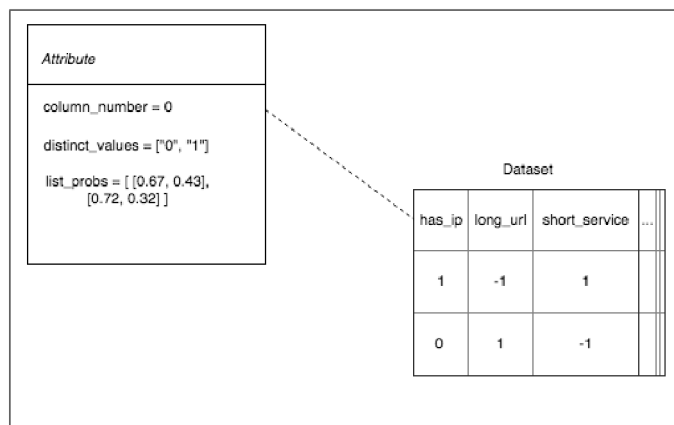 Attribute
column_number = 0
distinct_values = ["0", "1"]
list_probs = [ [0.67, 0.43],
[0.72, 0.32] ]
Dataset
has_ip long_url short_service ...
1 -1 1
0 1 -1